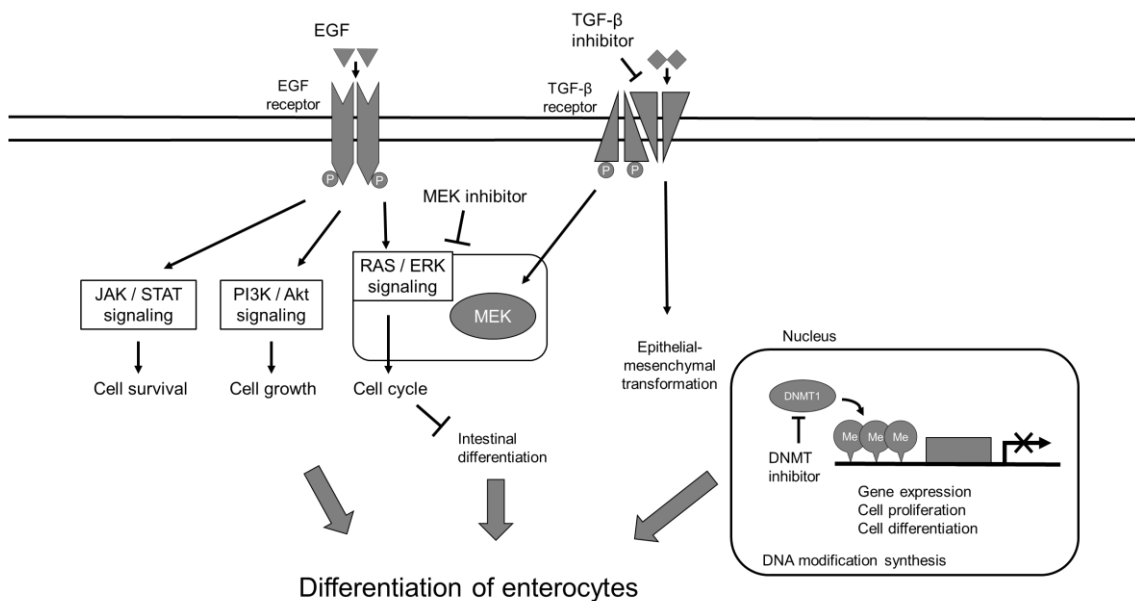 EGF
TGF-β
inhibitor
EGF
receptor
TGF-β
receptor
P
P
P
P
MEK inhibitor
RAS / ERK
signaling
JAK / STAT
signaling
PI3K / Akt
signaling
MEK
Cell survival
Cell growth
Cell cycle
Epithelial-
mesenchymal
transformation
Intestinal
differentiation
Nucleus
DNMT1
Me
Me
Me
DNMT
inhibitor
Gene expression
Cell proliferation
Cell differentiation
DNA modification synthesis
Differentiation of enterocytes